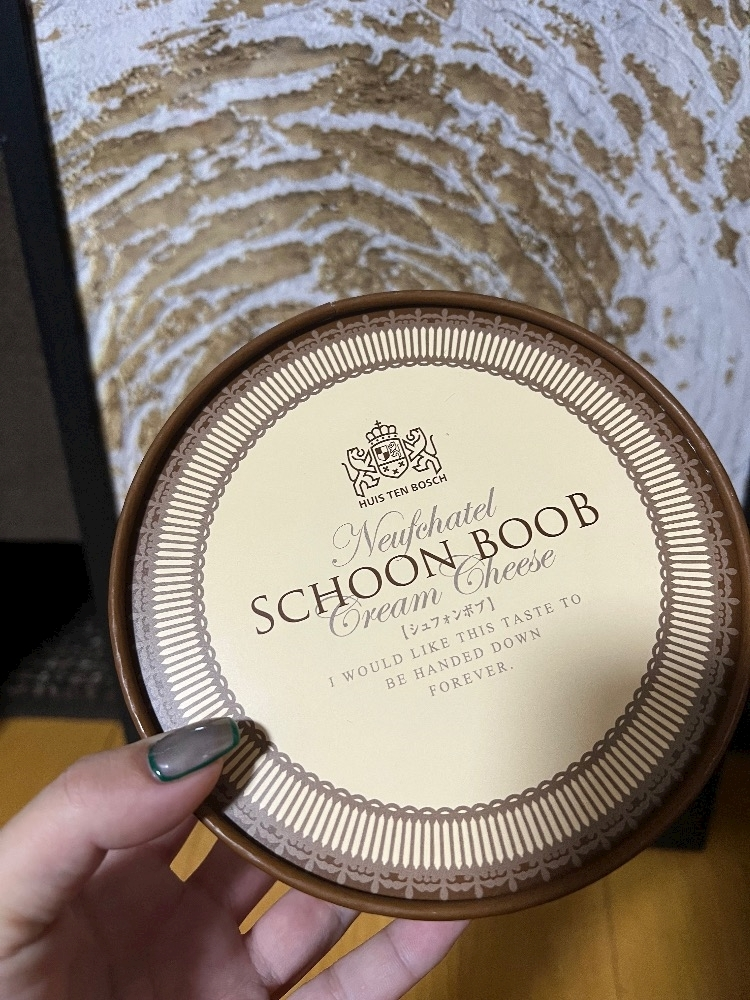 HUIS TEN BOSCH
Neufchatel
SCHOON BOOB
Cream Cheese
[シュフォンボブ]
I WOULD LIKE THIS TASTE TO
BE HANDED DOWN
FOREVER.